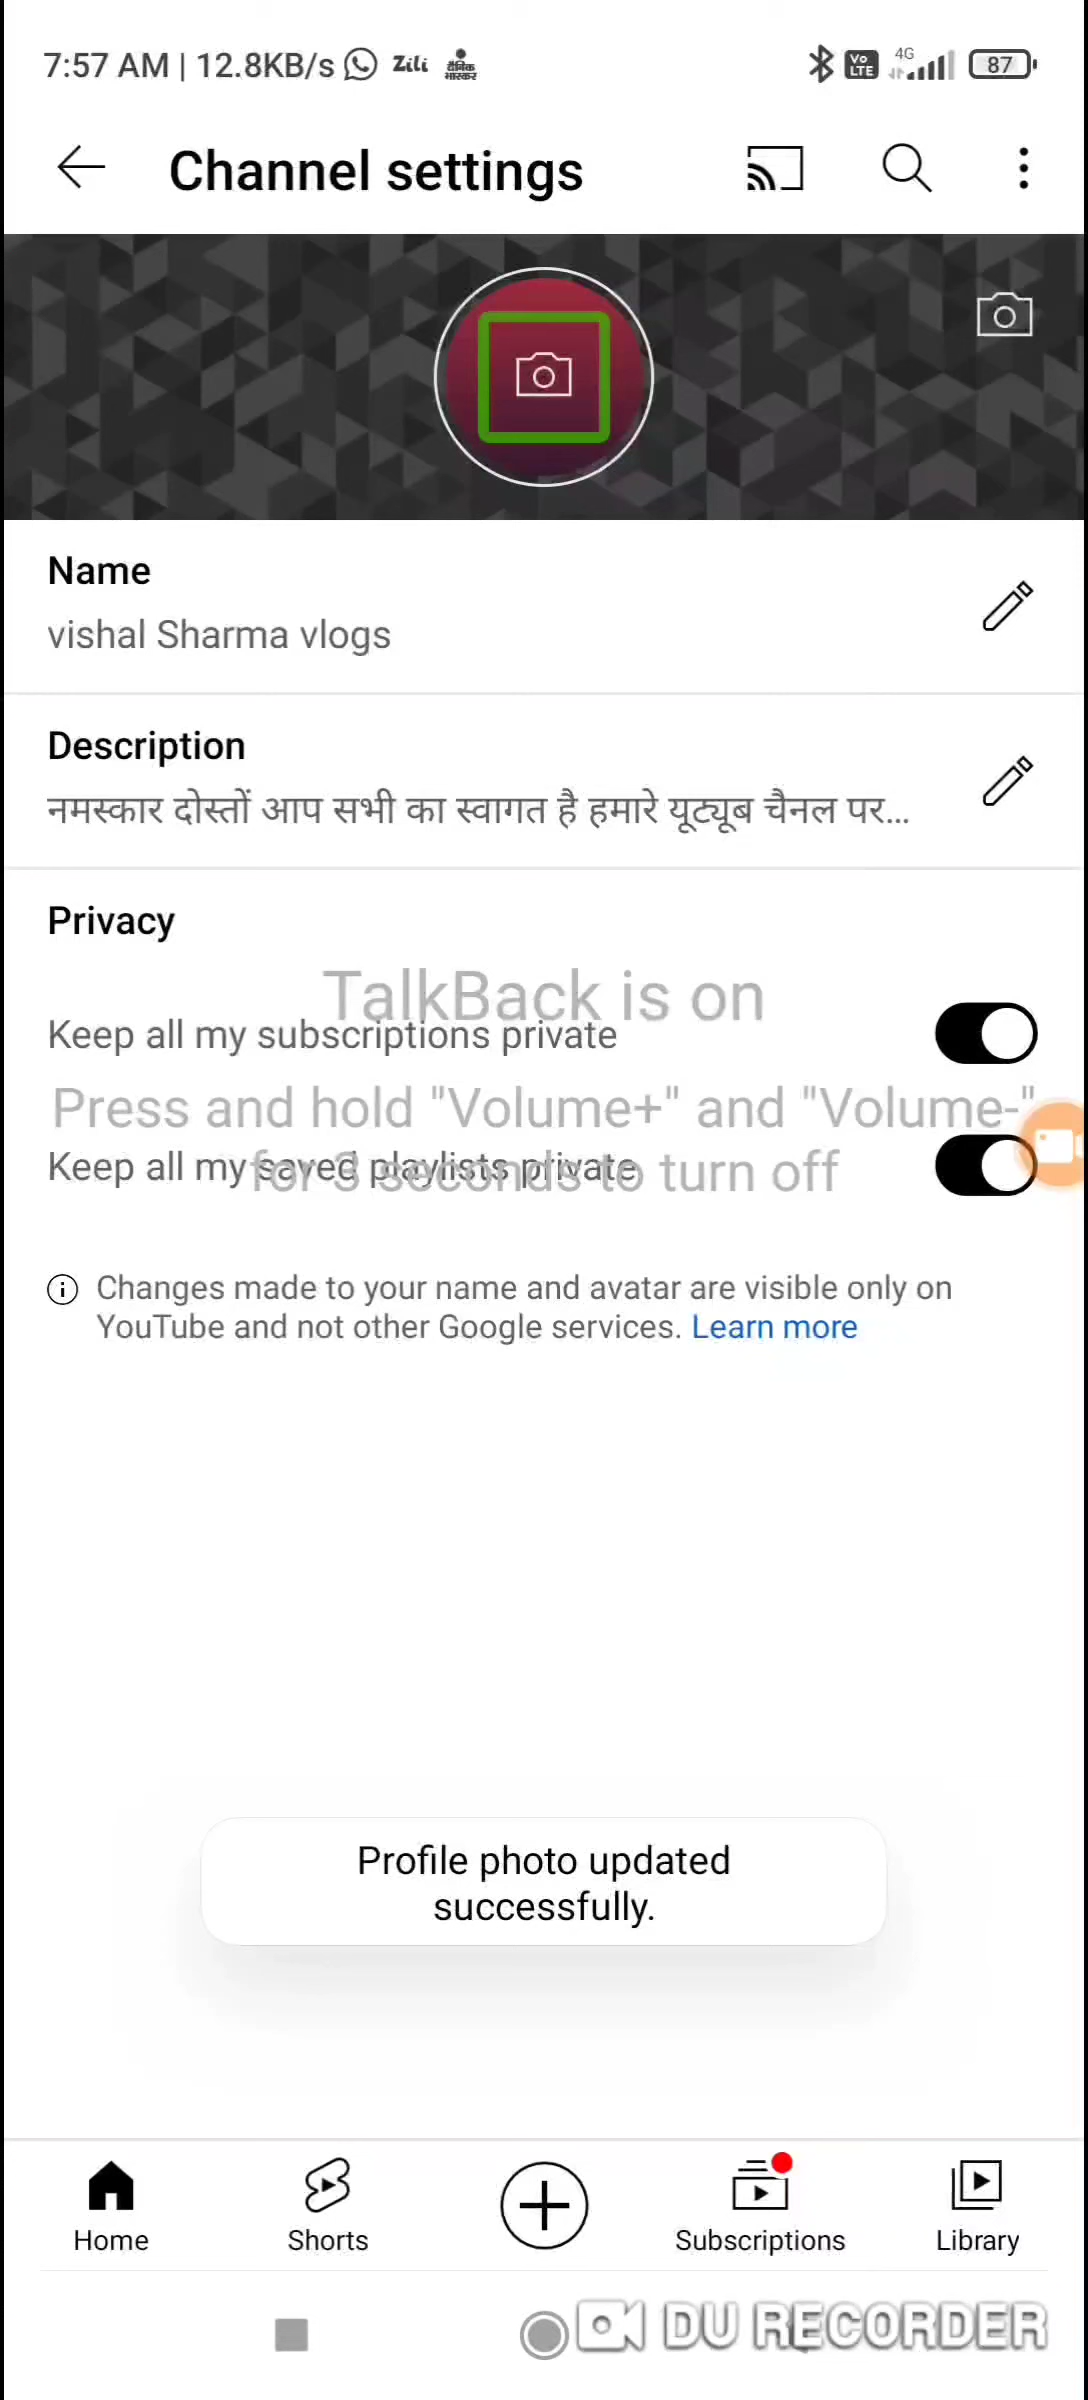 7:57 AM | 12.8KB/s Zili दैनिक भास्कर Vo LTE 4G 87
Channel settings
Name
vishal Sharma vlogs
Description
नमस्कार दोस्तों आप सभी का स्वागत है हमारे यूट्यूब चैनल पर...
Privacy
TalkBack is on
Keep all my subscriptions private
Press and hold "Volume+" and "Volume-"
Keep all my saved playlists private
for 3 seconds to turn off
Changes made to your name and avatar are visible only on
YouTube and not other Google services. Learn more
Profile photo updated
successfully.
Home Shorts Subscriptions Library
DU RECORDER